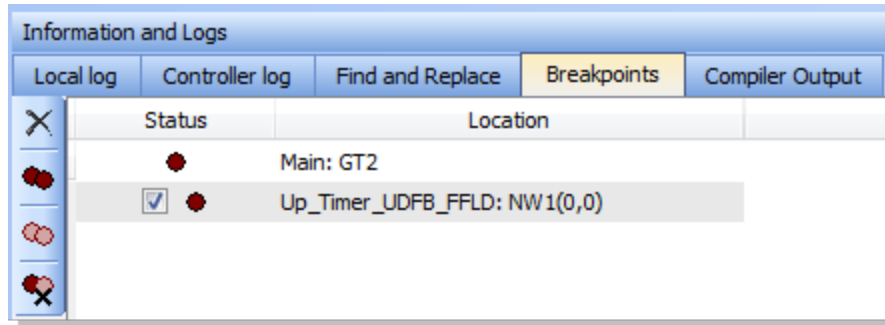 Information and Logs
Local log Controller log Find and Replace Breakpoints Compiler Output
Status Location
Main: GT2
Up_Timer_UDFB_FFLD: NW1(0,0)